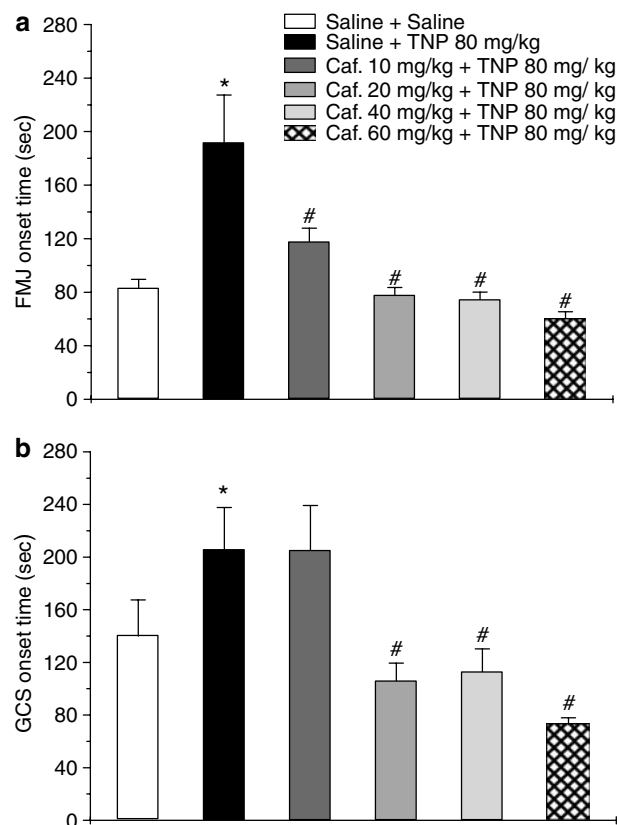 a
280
240
200
160
120
80
40
0
FMJ onset time (sec)
Saline + Saline
Saline + TNP 80 mg/kg
Caf. 10 mg/kg + TNP 80 mg/ kg
Caf. 20 mg/kg + TNP 80 mg/ kg
Caf. 40 mg/kg + TNP 80 mg/ kg
Caf. 60 mg/kg + TNP 80 mg/ kg
*
#
#
#
#
b
280
240
200
160
120
80
40
0
GCS onset time (sec)
*
#
#
#